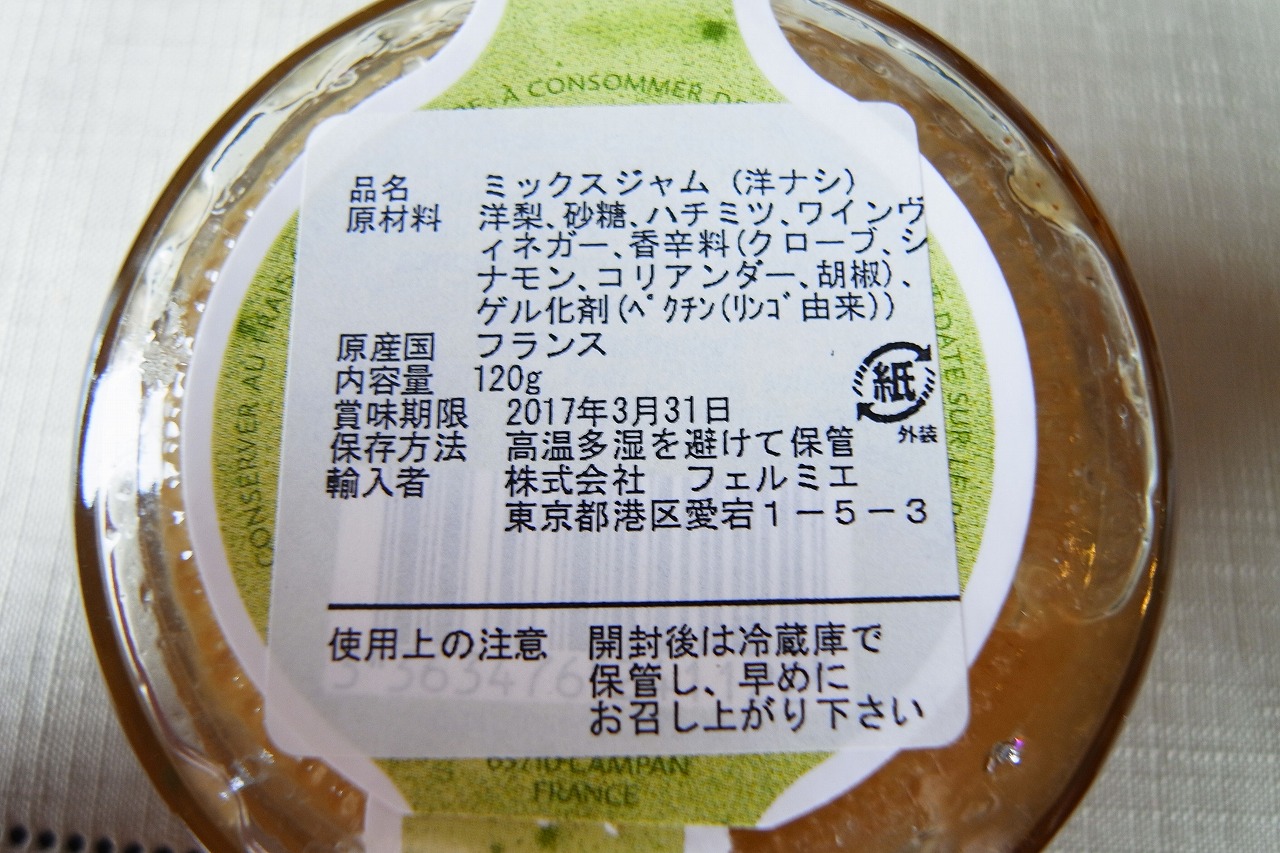 À CONSOMMER DE
品名 ミックスジャム（洋ナシ）
原材料 洋梨、砂糖、ハチミツ、ワインヴ
ィネガー、香辛料（クローブ、シ
ナモン、コリアンダー、胡椒）、
ゲル化剤（ﾍﾟｸﾁﾝ（ﾘﾝｺﾞ由来））
原産国 フランス
内容量 120g
賞味期限 2017年3月31日
保存方法 高温多湿を避けて保管
輸入者 株式会社 フェルミエ
東京都港区愛宕１－５－３
紙
外装
使用上の注意 開封後は冷蔵庫で
保管し、早めに
お召し上がり下さい
CONSERVER AU FRAIS
DATE SUR LE
65710 CAMPAN
FRANCE